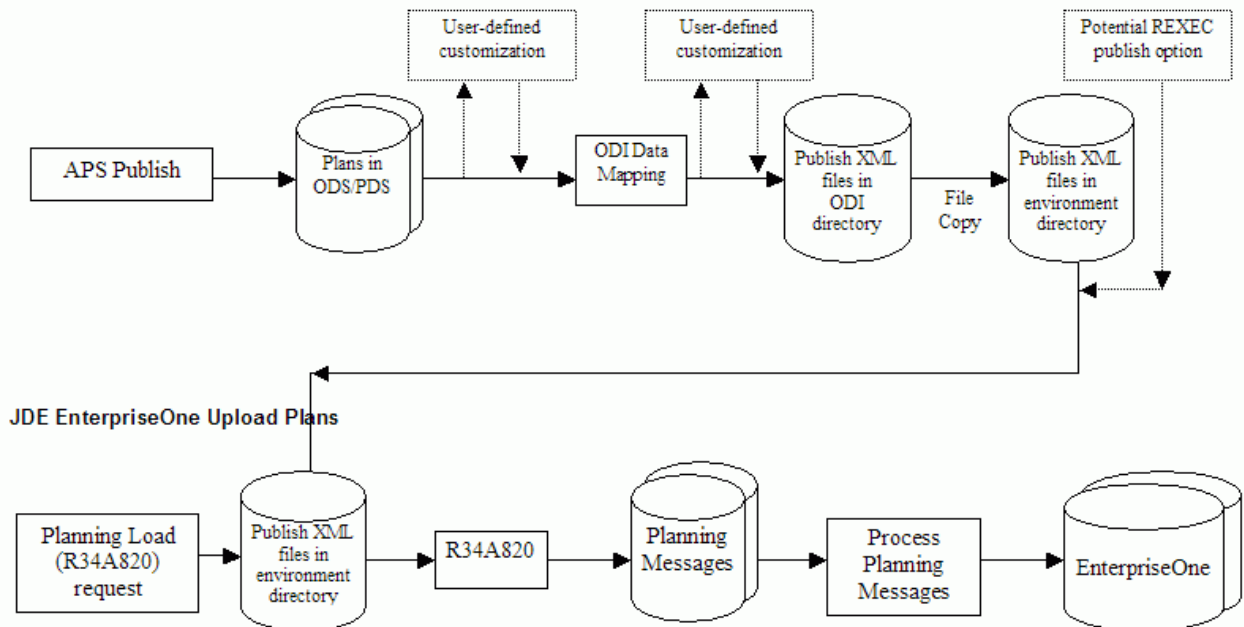 User-defined
customization
User-defined
customization
Potential REXEC
publish option
APS Publish
Plans in
ODS/PDS
ODI Data
Mapping
Publish XML
files in
ODI
directory
File
Copy
Publish XML
files in
environment
directory
JDE EnterpriseOne Upload Plans
Planning Load
(R34A820)
request
Publish XML
files in
environment
directory
R34A820
Planning
Messages
Process
Planning
Messages
EnterpriseOne